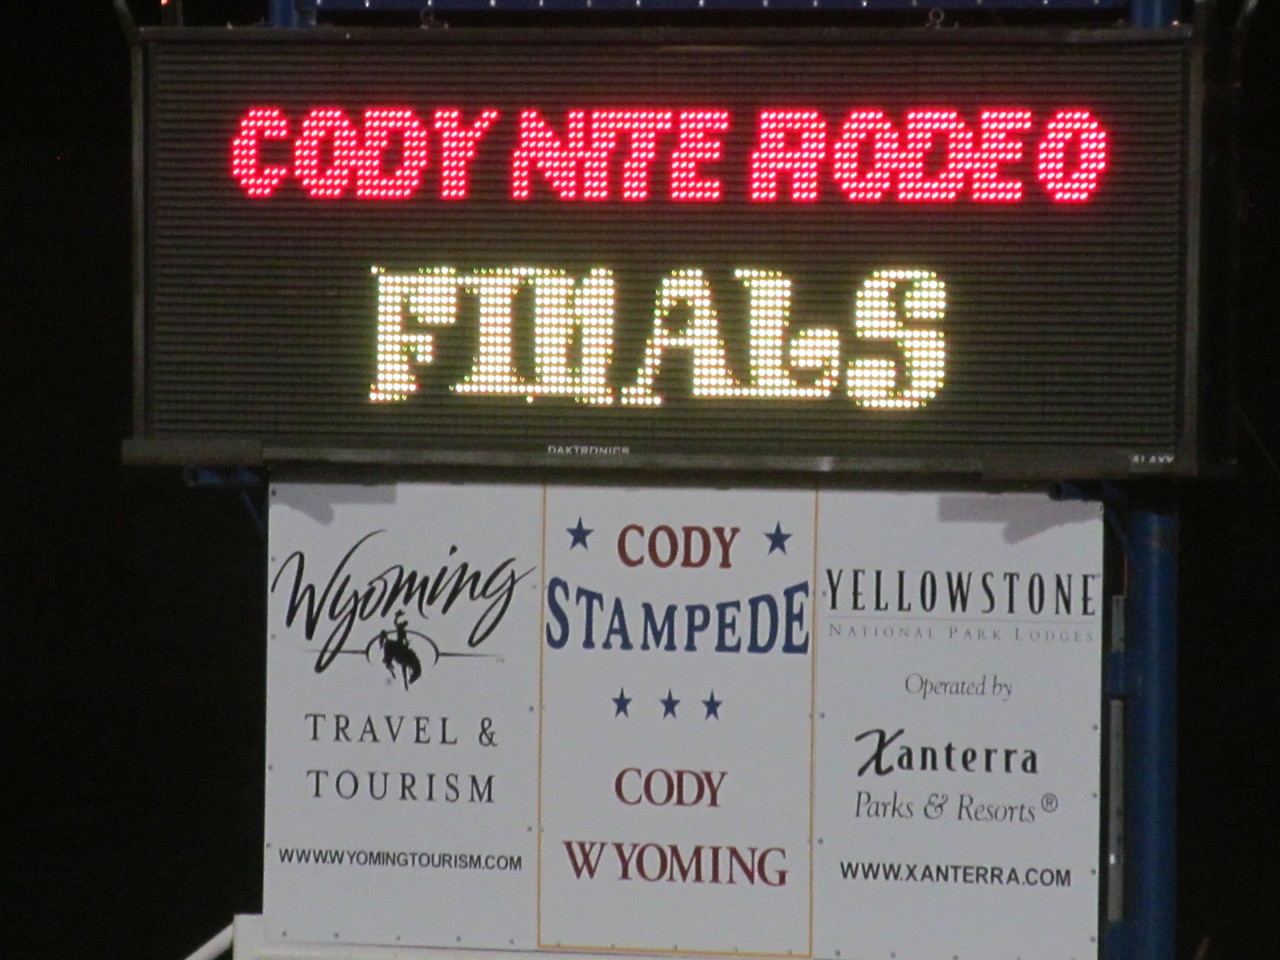 CODY NITE RODEO
FINALS
DAKTRONICS
Wyoming
TRAVEL &
TOURISM
WWW.WYOMINGTOURISM.COM
CODY
STAMPEDE
CODY
WYOMING
YELLOWSTONE
NATIONAL PARK LODGES
Operated by
Xanterra
Parks & Resorts®
WWW.XANTERRA.COM